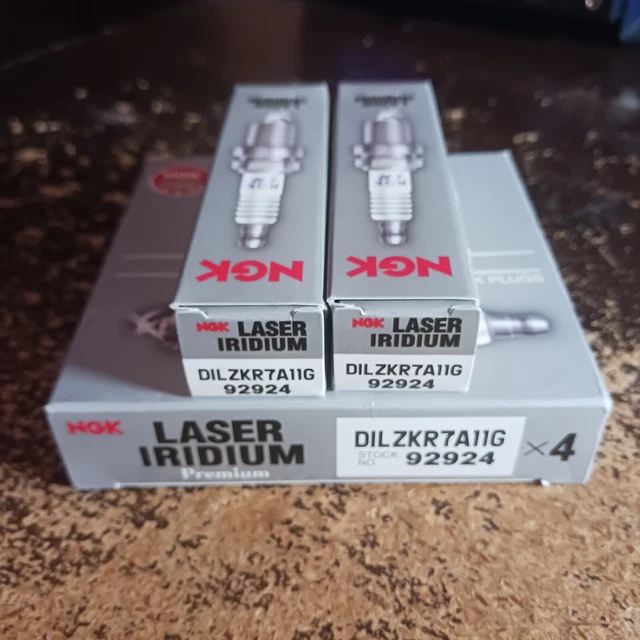 NGK
NGK
NGK LASER
IRIDIUM
DILZKR7A11G
92924
NGK LASER
IRIDIUM
DILZKR7A11G
92924
PLUGS
NGK LASER
IRIDIUM
Premium
DILZKR7A11G
STOCK
NO 92924
×4